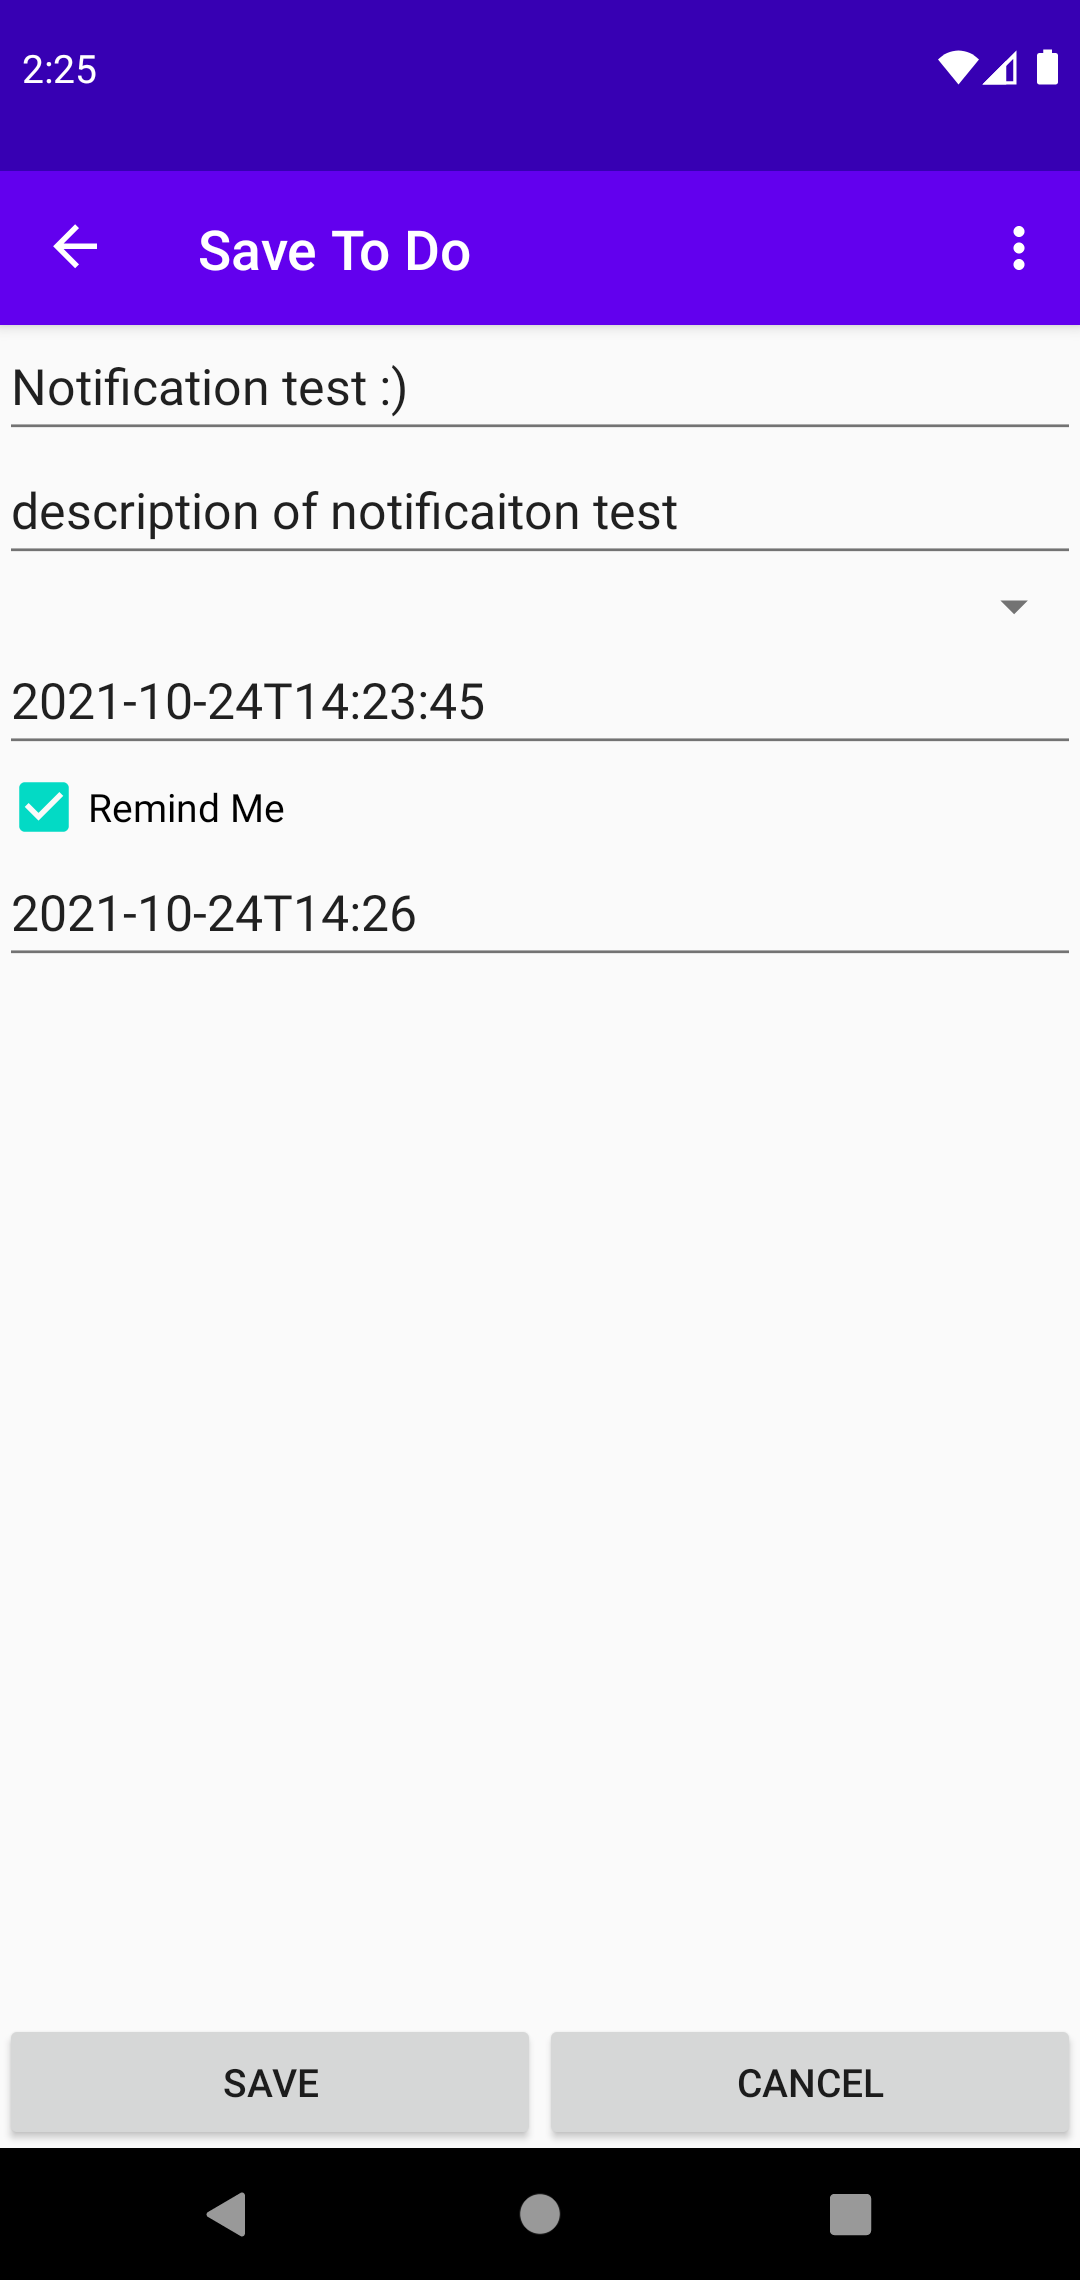 2:25
Save To Do
Notification test :)
description of notificaiton test
2021-10-24T14:23:45
Remind Me
2021-10-24T14:26
SAVE
CANCEL